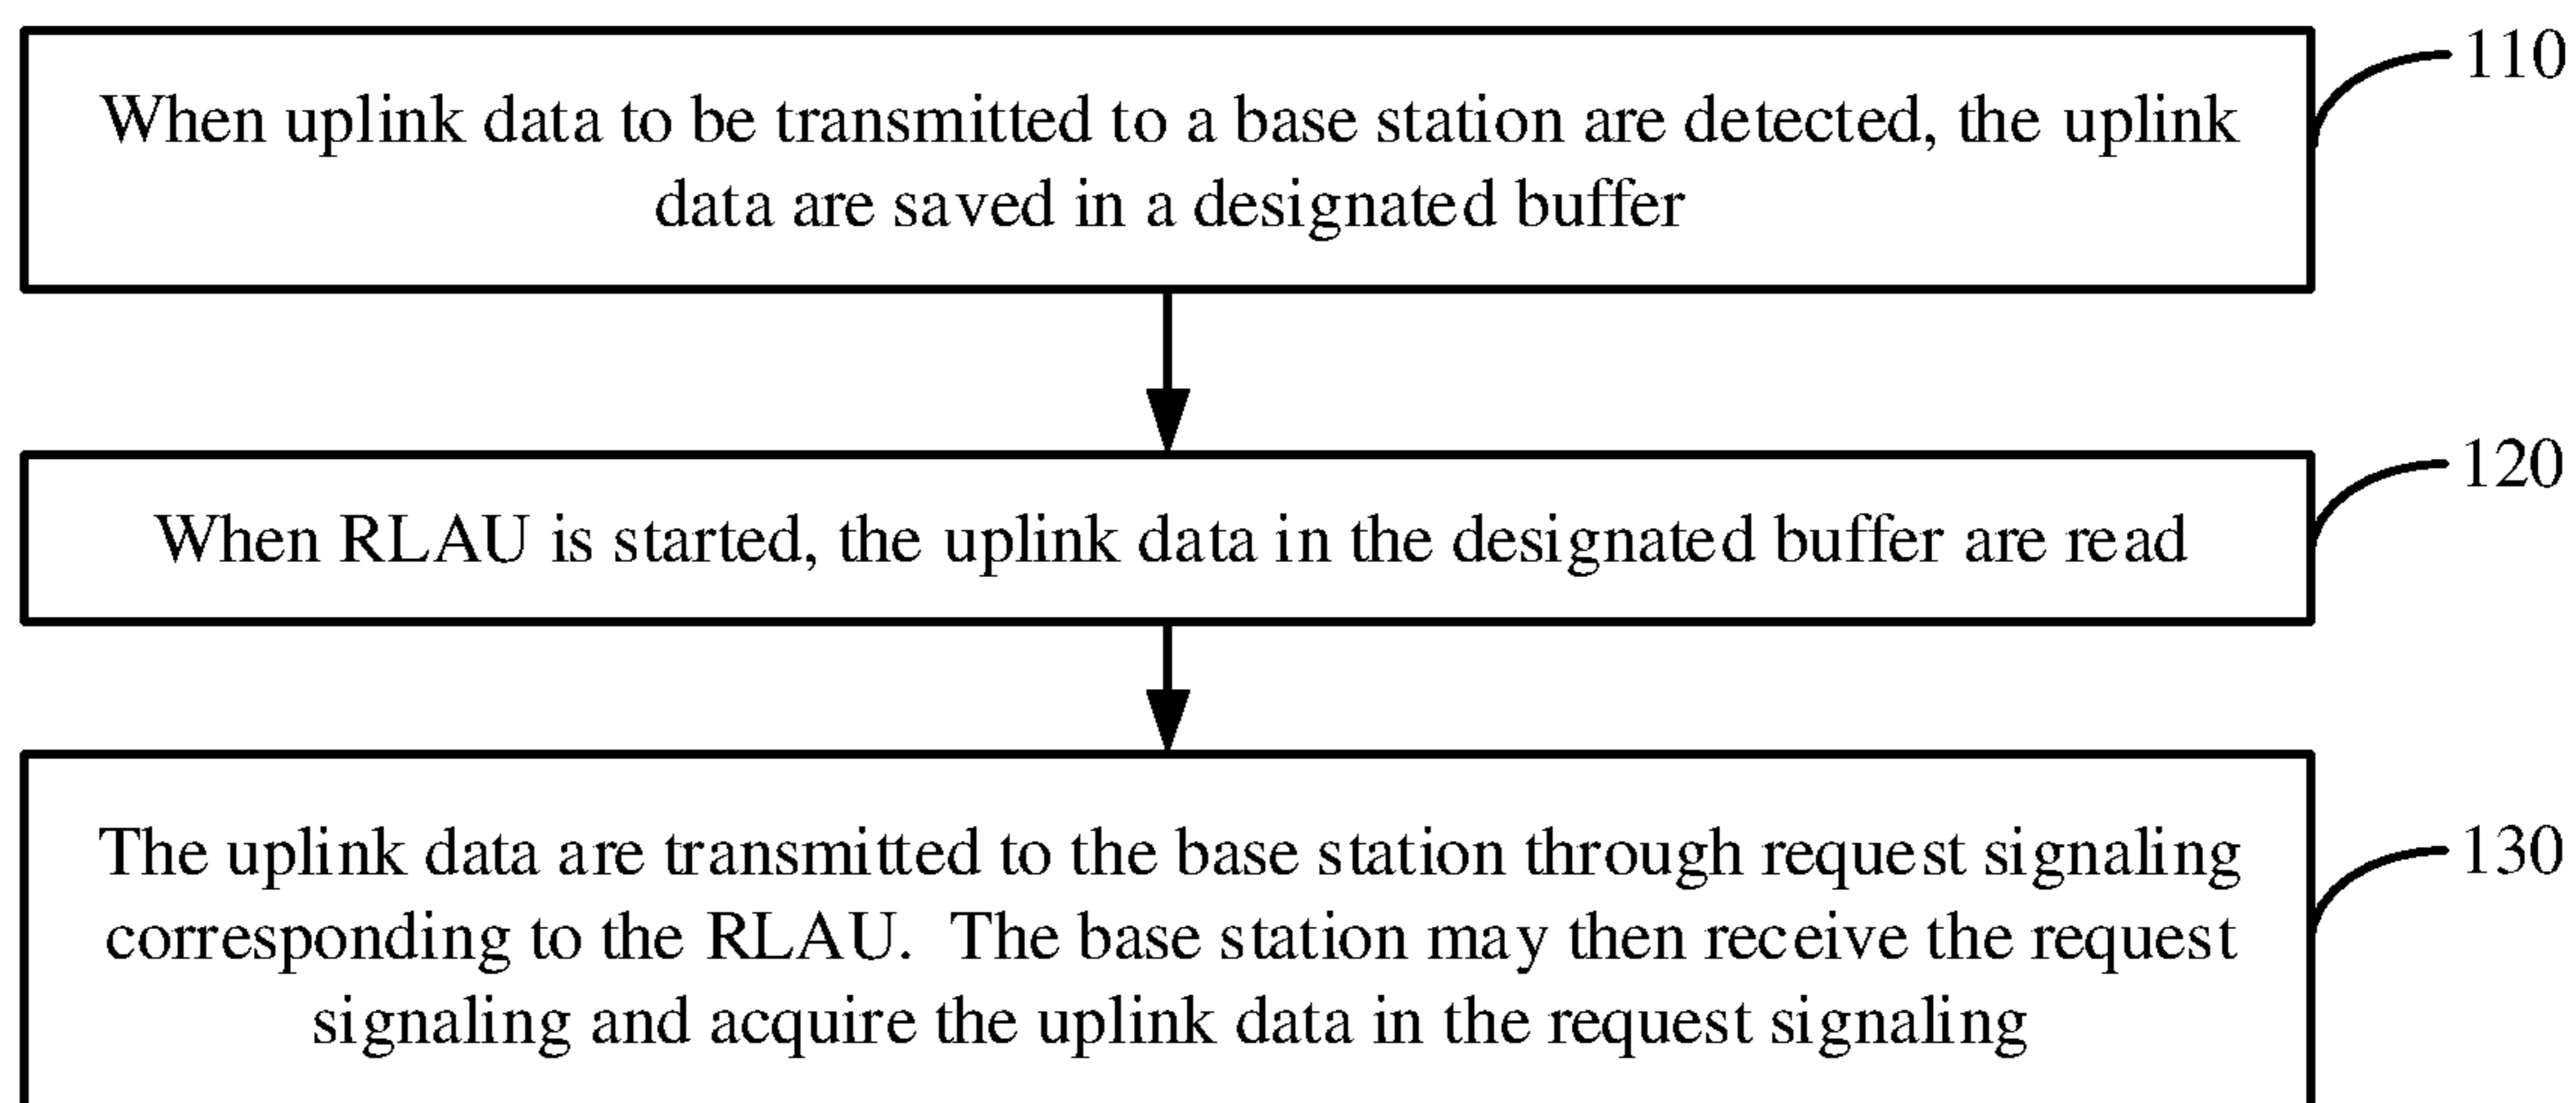 When uplink data to be transmitted to a base station are detected, the uplink
data are saved in a designated buffer
110
When RLAU is started, the uplink data in the designated buffer are read
120
The uplink data are transmitted to the base station through request signaling
corresponding to the RLAU.  The base station may then receive the request
signaling and acquire the uplink data in the request signaling
130